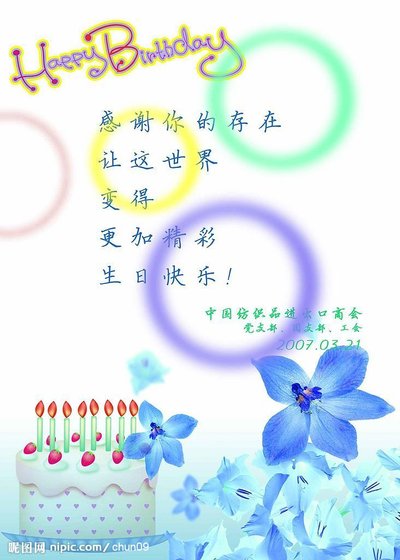 Happy Birthday
感谢你的存在
让这世界
变得
更加精彩
生日快乐!
中国纺织品进出口商会
党支部、团支部、工会
2007.03-21
昵图网
nipic.com/chun09